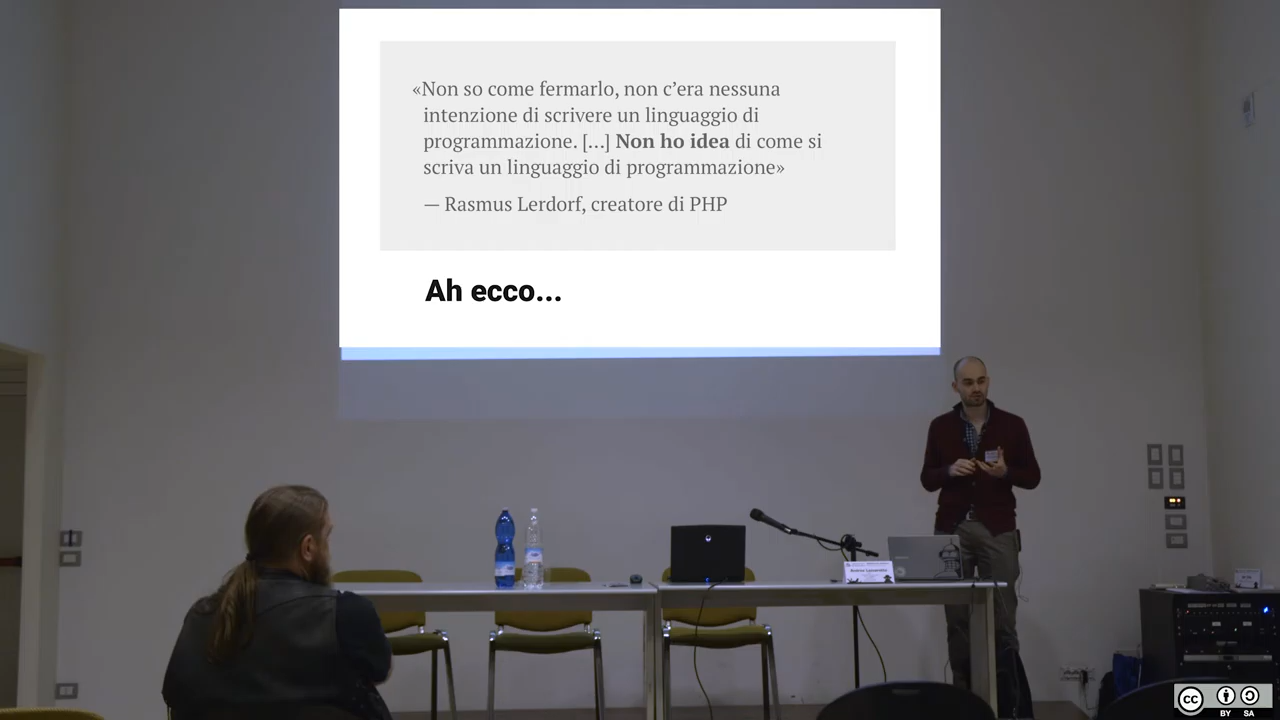 «Non so come fermarlo, non c’era nessuna
intenzione di scrivere un linguaggio di
programmazione. [...] Non ho idea di come si
scriva un linguaggio di programmazione»
— Rasmus Lerdorf, creatore di PHP
Ah ecco...
cc
BY SA